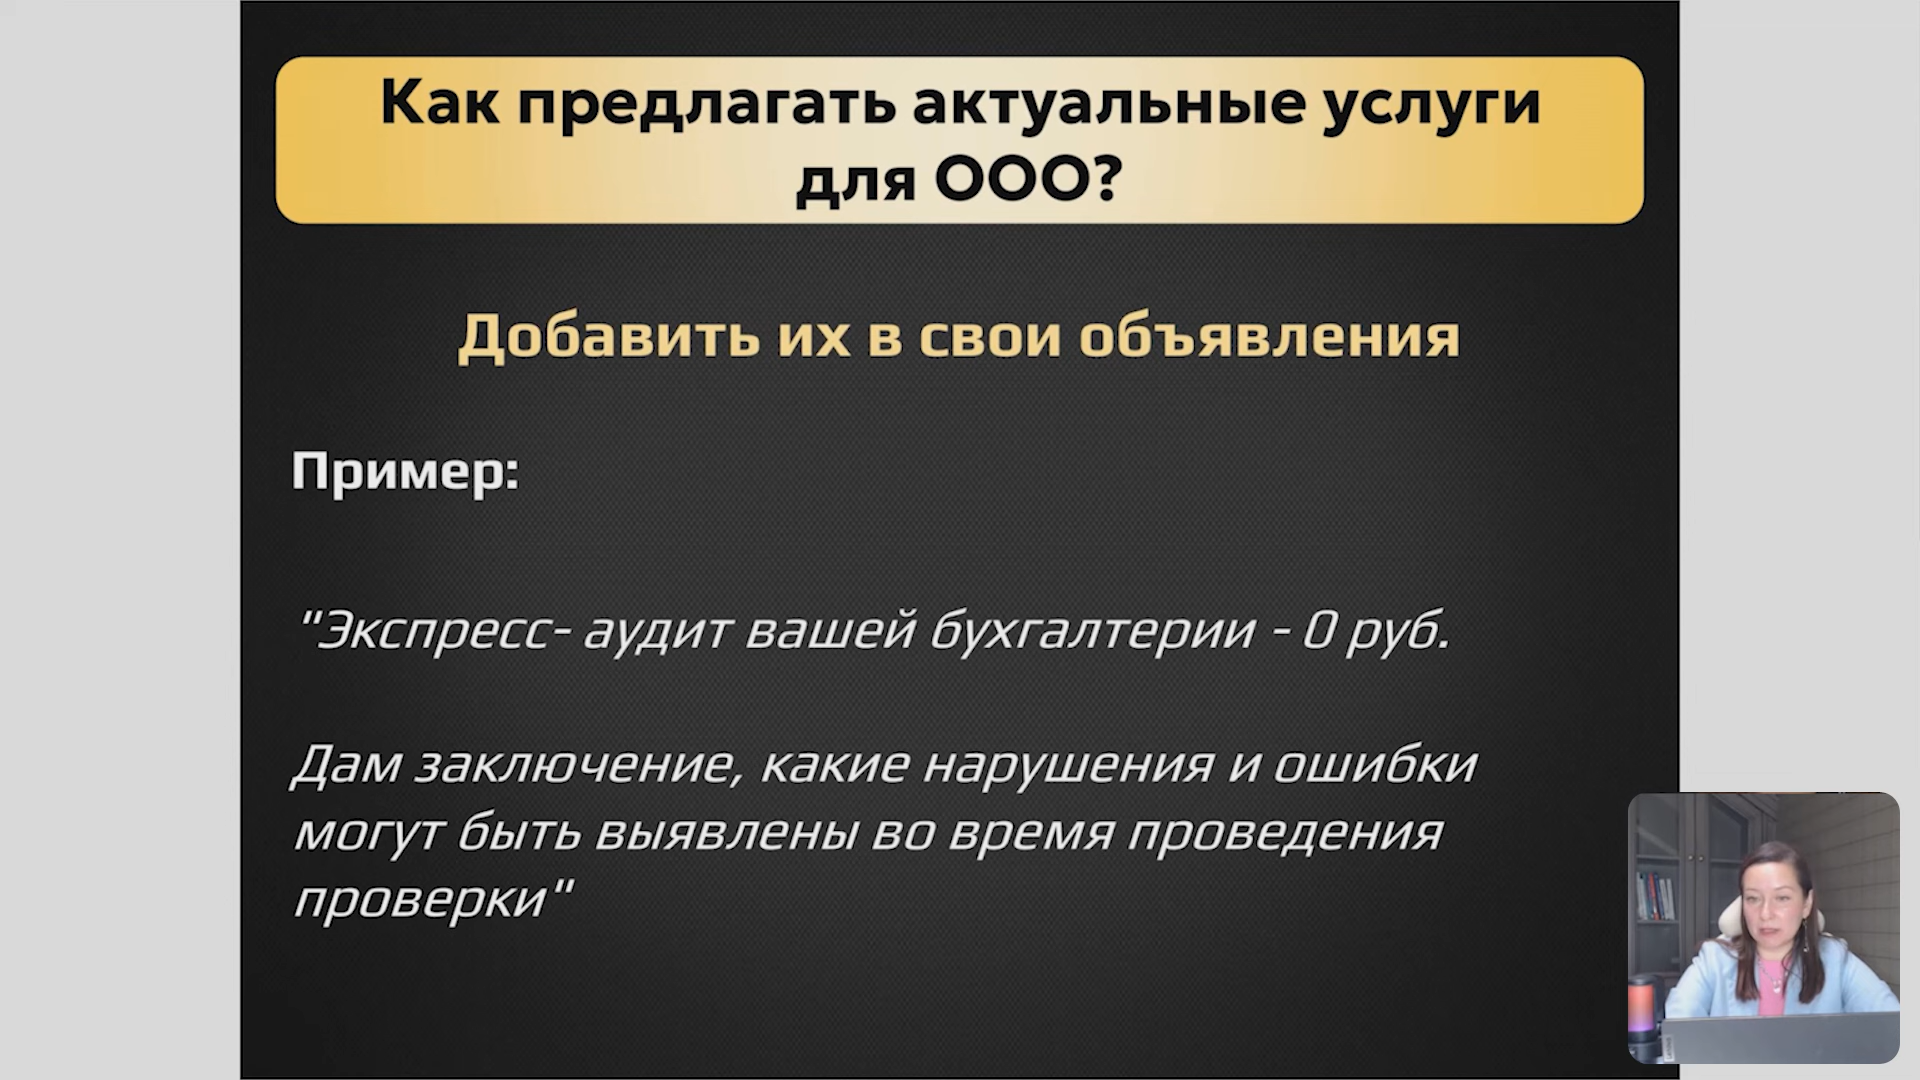 Как предлагать актуальные услуги
для ООО?
Добавить их в свои объявления
Пример:
"Экспресс- аудит вашей бухгалтерии - 0 руб.
Дам заключение, какие нарушения и ошибки
могут быть выявлены во время проведения
проверки"